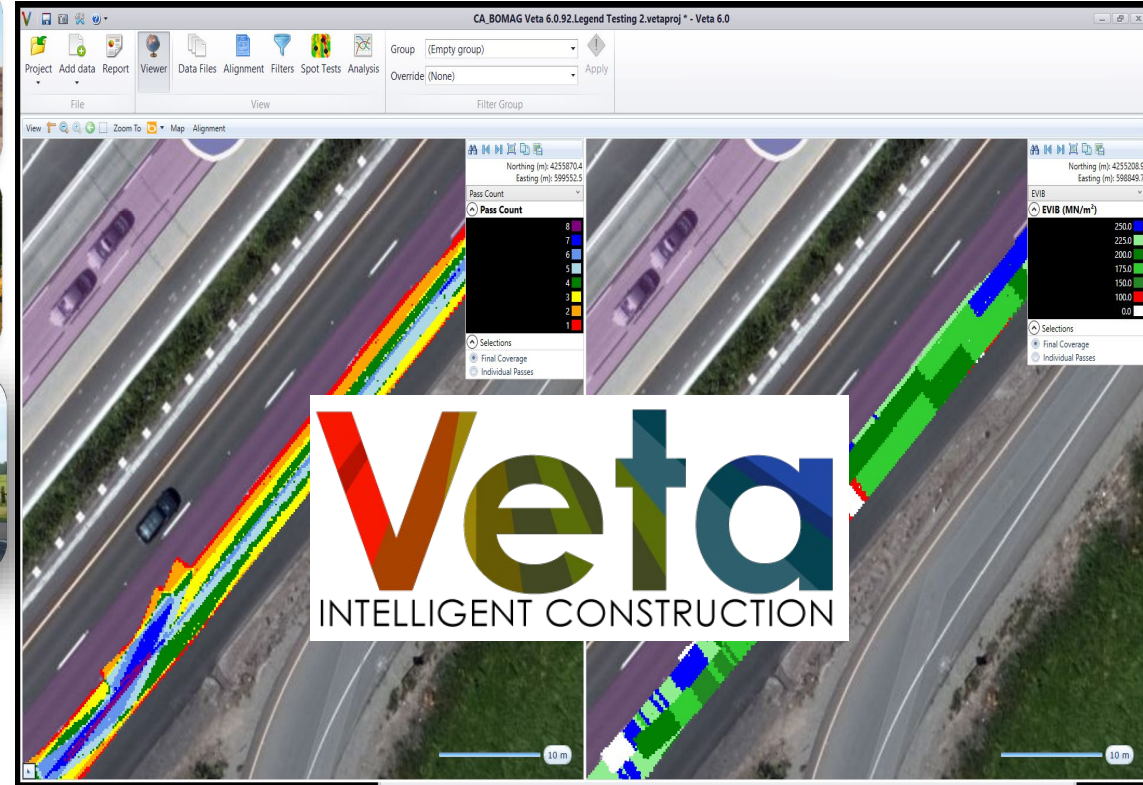 CA_BOMAG Veta 6.0.92.Legend Testing 2.vetaproj * - Veta 6.0
Project Add data Report Viewer Data Files Alignment Filters Spot Tests Analysis
Group (Empty group)
Override (None)
Apply
File View Filter Group
View Zoom To Map Alignment
Northing (m): 4255870.4
Easting (m): 599552.5
Pass Count
Pass Count
8
7
6
5
4
3
2
1
Selections
Final Coverage
Individual Passes
10 m
Northing (m): 4255208.9
Easting (m): 598849.7
EVIB
EVIB (MN/m²)
250.0
225.0
200.0
175.0
150.0
100.0
0.0
Selections
Final Coverage
Individual Passes
10 m
Veta
INTELLIGENT CONSTRUCTION